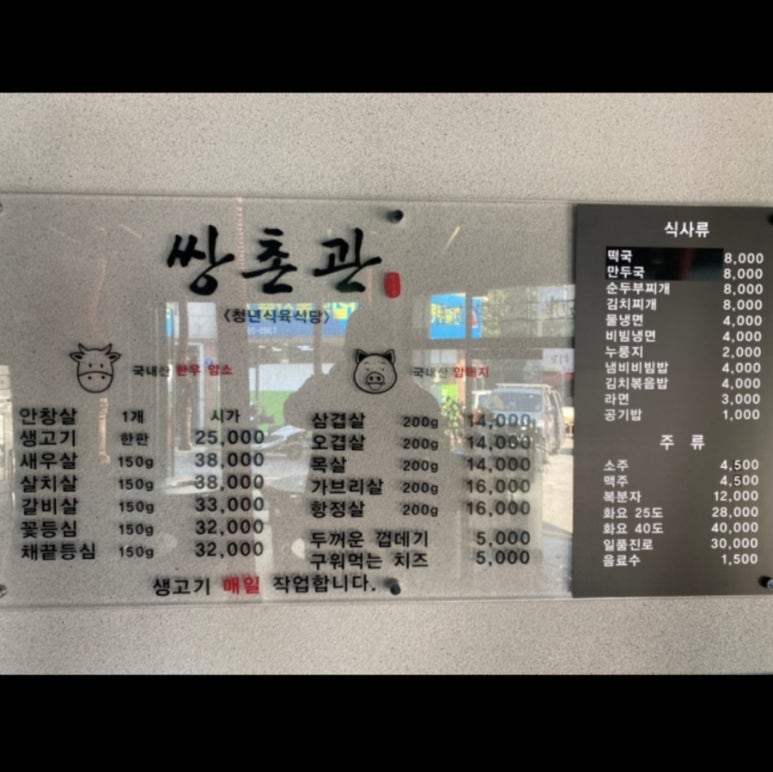 쌍촌관
<청년식육식당>
국내산 한우 암소
안창살 1개 시가
생고기 한판 25,000
새우살 150g 38,000
살치살 150g 38,000
갈비살 150g 33,000
꽃등심 150g 32,000
채끝등심 150g 32,000
국내산 암퇘지
삼겹살 200g 14,000
오겹살 200g 14,000
목살 200g 14,000
가브리살 200g 16,000
항정살 200g 16,000
두꺼운 껍데기 5,000
구워먹는 치즈 5,000
생고기 매일 작업합니다.
식사류
떡국 8,000
만두국 8,000
순두부찌개 8,000
김치찌개 8,000
물냉면 4,000
비빔냉면 4,000
누룽지 2,000
냄비비빔밥 4,000
김치볶음밥 4,000
라면 3,000
공기밥 1,000
주 류
소주 4,500
맥주 4,500
복분자 12,000
화요 25도 28,000
화요 40도 40,000
일품진로 30,000
음료수 1,500